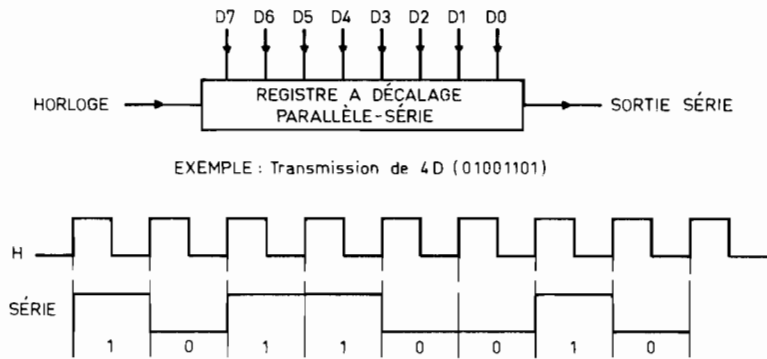 D7 D6 D5 D4 D3 D2 D1 D0
HORLOGE
REGISTRE A DÉCALAGE
PARALLÈLE-SÉRIE
SORTIE SÉRIE
EXEMPLE : Transmission de 4D (01001101)
H
SÉRIE
1 0 1 1 0 0 1 0